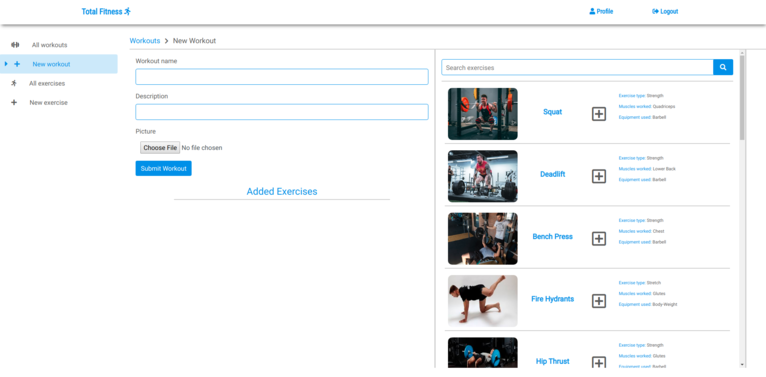 Total Fitness
Profile
Logout
All workouts
New workout
All exercises
New exercise
Workouts > New Workout
Workout name
Description
Picture
Choose File No file chosen
Submit Workout
Added Exercises
Search exercises
Squat
Exercise type: Strength
Muscles worked: Quadriceps
Equipment used: Barbell
Deadlift
Exercise type: Strength
Muscles worked: Lower Back
Equipment used: Barbell
Bench Press
Exercise type: Strength
Muscles worked: Chest
Equipment used: Barbell
Fire Hydrants
Exercise type: Stretch
Muscles worked: Glutes
Equipment used: Body-Weight
Hip Thrust
Exercise type: Strength
Muscles worked: Glutes
Equipment used: Barbell